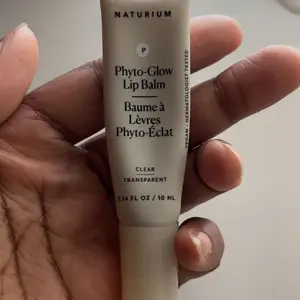 NATURIUM
P
Phyto-Glow
Lip Balm
Baume à
Lèvres
Phyto-Éclat
CLEAR
TRANSPARENT
0.34 FL OZ / 10 ML
VEGAN • DERMATOLOGIST TESTED